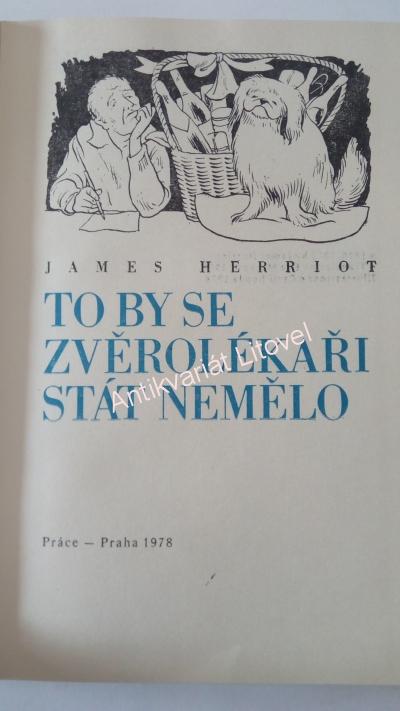 JAMES HERRIOT
TO BY SE
ZVĚROLÉKAŘI
STÁT NEMĚLO
Antikvariát Litovel
Práce — Praha 1978